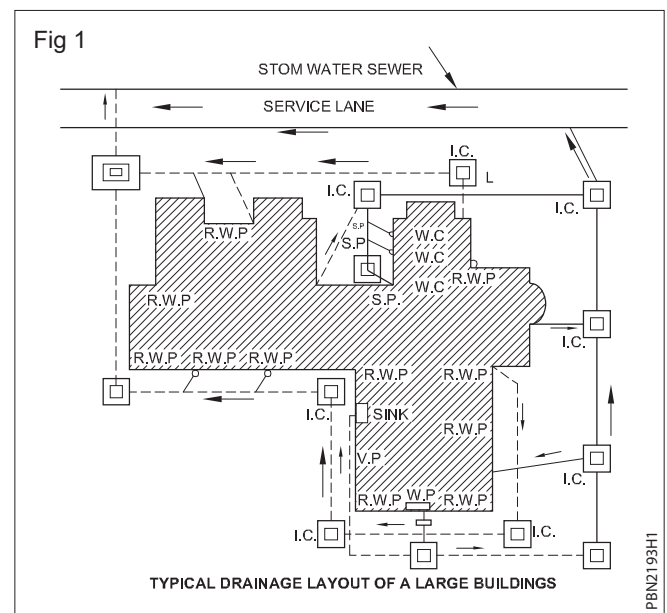 Fig 1
STOM WATER SEWER
SERVICE LANE
I.C.
I.C.
L
I.C.
R.W.P
S.P
S.P
W.C
W.C
W.C
R.W.P
S.P.
R.W.P
I.C.
R.W.P
R.W.P
R.W.P
R.W.P
R.W.P
I.C.
SINK
R.W.P
V.P
I.C.
R.W.P
W.P
R.W.P
I.C.
I.C.
TYPICAL DRAINAGE LAYOUT OF A LARGE BUILDINGS
PBN2193H1